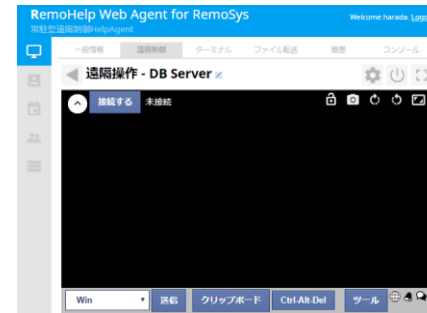 RemoHelp Web Agent for RemoSys
Welcome harada. Logo
常駐型遠隔制御HelpAgent
一般情報 遠隔制御 ターミナル ファイル転送 履歴 コンソール
遠隔操作 - DB Server
接続する 未接続
Win 送信 クリップボード Ctrl-Alt-Del ツール